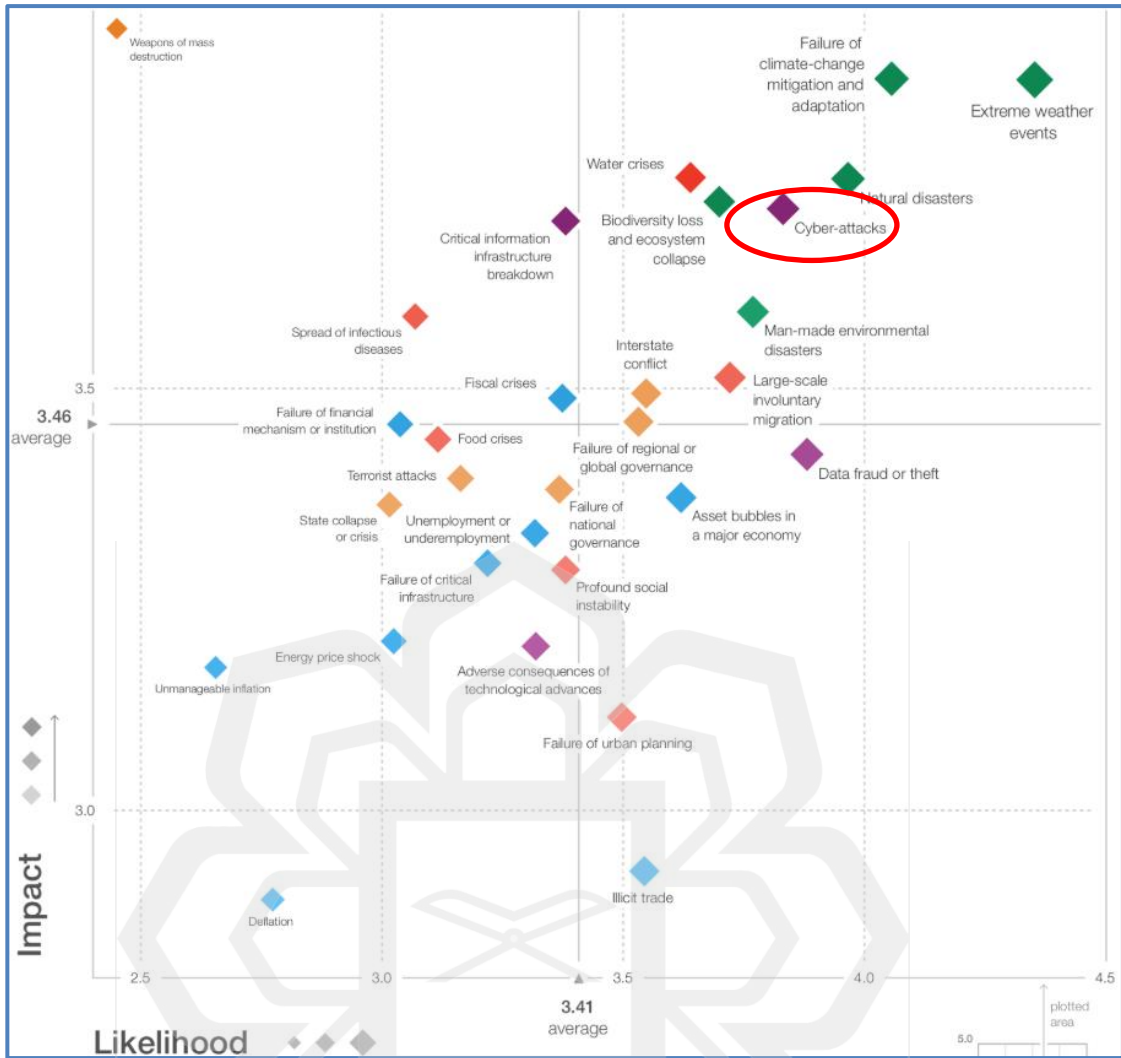 Weapons of mass
destruction
Failure of
climate-change
mitigation and
adaptation
Extreme weather
events
Water crises
Natural disasters
Biodiversity loss
and ecosystem
collapse
Cyber-attacks
Critical information
infrastructure
breakdown
Spread of infectious
diseases
Man-made environmental
disasters
Interstate
conflict
Fiscal crises
Large-scale
involuntary
migration
3.5
3.46
average
Failure of financial
mechanism or institution
Food crises
Failure of regional or
global governance
Data fraud or theft
Terrorist attacks
State collapse
or crisis
Unemployment or
underemployment
Failure of
national
governance
Asset bubbles in
a major economy
Failure of critical
infrastructure
Profound social
instability
Energy price shock
Adverse consequences of
technological advances
Unmanageable inflation
Failure of urban planning
3.0
Impact
Illicit trade
Deflation
2.5
3.0
3.5
4.0
4.5
3.41
average
plotted
area
5.0
Likelihood